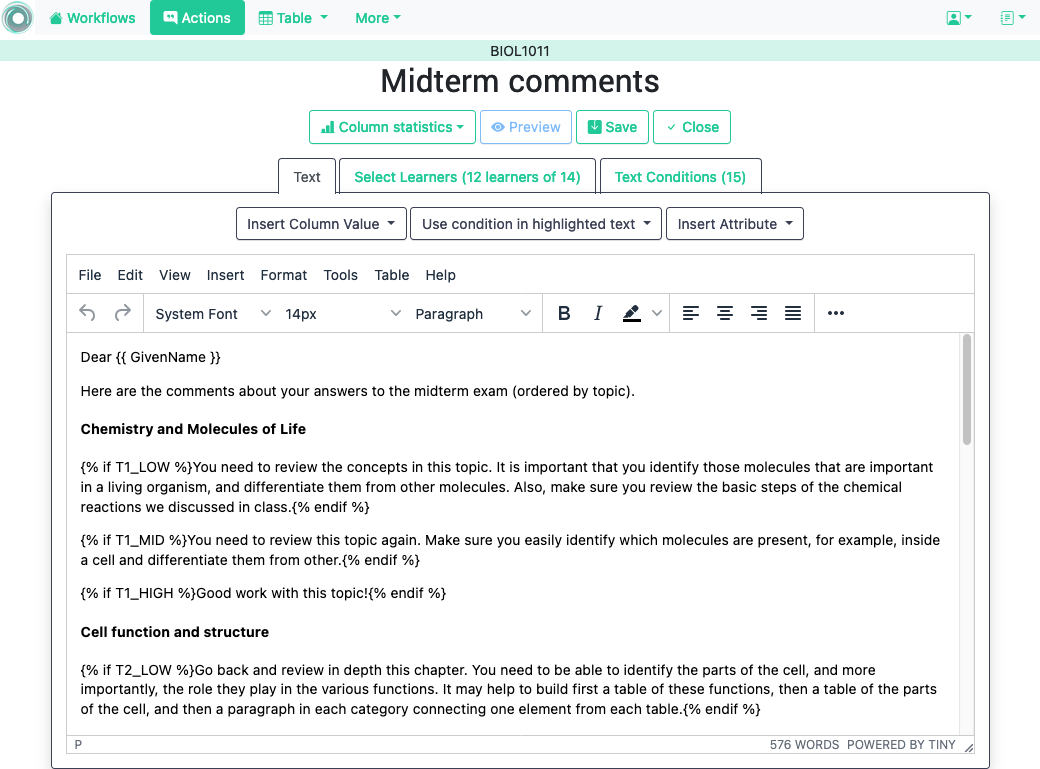 Workflows Actions Table More
BIOL1011
Midterm comments
Column statistics Preview Save Close
Text Select Learners (12 learners of 14) Text Conditions (15)
Insert Column Value Use condition in highlighted text Insert Attribute
File Edit View Insert Format Tools Table Help
System Font 14px Paragraph B I
Dear {{ GivenName }}
Here are the comments about your answers to the midterm exam (ordered by topic).
Chemistry and Molecules of Life
{% if T1_LOW %}You need to review the concepts in this topic. It is important that you identify those molecules that are important
in a living organism, and differentiate them from other molecules. Also, make sure you review the basic steps of the chemical
reactions we discussed in class.{% endif %}
{% if T1_MID %}You need to review this topic again. Make sure you easily identify which molecules are present, for example, inside
a cell and differentiate them from other.{% endif %}
{% if T1_HIGH %}Good work with this topic!{% endif %}
Cell function and structure
{% if T2_LOW %}Go back and review in depth this chapter. You need to be able to identify the parts of the cell, and more
importantly, the role they play in the various functions. It may help to build first a table of these functions, then a table of the parts
of the cell, and then a paragraph in each category connecting one element from each table.{% endif %}
P 576 WORDS POWERED BY TINY